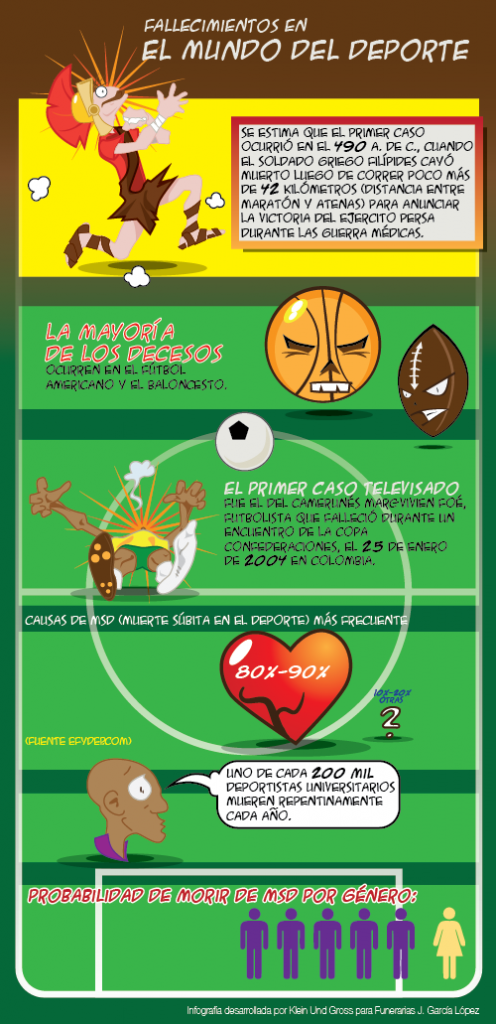 FALLECIMIENTOS EN
EL MUNDO DEL DEPORTE
SE ESTIMA QUE EL PRIMER CASO
OCURRIÓ EN EL 490 A. DE C., CUANDO
EL SOLDADO GRIEGO FILÍPIDES CAYÓ
MUERTO LUEGO DE CORRER POCO MÁS
DE 42 KILÓMETROS (DISTANCIA ENTRE
MARATÓN Y ATENAS) PARA ANUNCIAR
LA VICTORIA DEL EJERCITO PERSA
DURANTE LAS GUERRA MÉDICAS.
LA MAYORÍA
DE LOS DECESOS
OCURREN EN EL FÚTBOL
AMERICANO Y EL BALONCESTO.
EL PRIMER CASO TELEVISADO
FUE EL DEL CAMERUNÉS MARC-VIVIEN FOÉ,
FUTBOLISTA QUE FALLECIÓ DURANTE UN
ENCUENTRO DE LA COPA
CONFEDERACIONES, EL 25 DE ENERO
DE 2004 EN COLOMBIA.
CAUSAS DE MSD (MUERTE SÚBITA EN EL DEPORTE) MÁS FRECUENTE
80%-90%
10%-20%
OTRAS
?
(FUENTE EFYDEP.COM)
UNO DE CADA 200 MIL
DEPORTISTAS UNIVERSITARIOS
MUEREN REPENTINAMENTE
CADA AÑO.
PROBABILIDAD DE MORIR DE MSD POR GÉNERO:
Infografía desarrollada por Klein Und Gross para Funerarias J. García López